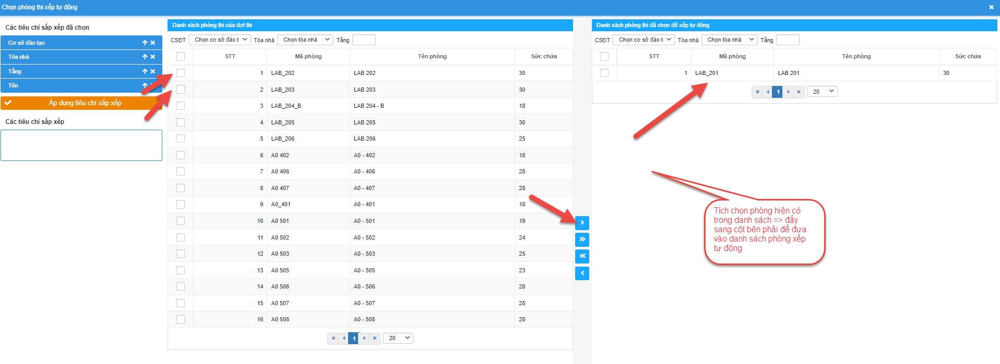 Chọn phòng thi xếp tự động
Các tiêu chí sắp xếp đã chọn
Cơ sở đào tạo
Tòa nhà
Tầng
Tên
Áp dụng tiêu chí sắp xếp
Các tiêu chí sắp xếp
Danh sách phòng thi của đợt thi
CSĐT Chọn cơ sở đào t Tòa nhà Chọn tòa nhà Tầng
STT Mã phòng Tên phòng Sức chứa
1 LAB_202 LAB 202 30
2 LAB_203 LAB 203 30
3 LAB_204_B LAB 204 - B 18
4 LAB_205 LAB 205 30
5 LAB_206 LAB 206 25
6 A0 402 A0 - 402 18
7 A0 406 A0 - 406 28
8 A0 407 A0 - 407 28
9 A0_401 A0 - 401 18
10 A0 501 A0 - 501 19
11 A0 502 A0 - 502 24
12 A0 503 A0 - 503 25
13 A0 505 A0 - 505 23
14 A0 506 A0 - 506 28
15 A0 507 A0 - 507 28
16 A0 508 A0 - 508 28
1 20
Danh sách phòng thi đã chọn để xếp tự động
CSĐT Chọn cơ sở đào t Tòa nhà Chọn tòa nhà Tầng
STT Mã phòng Tên phòng Sức chứa
1 LAB_201 LAB 201 30
1 20
Tích chọn phòng hiện có
trong danh sách => đẩy
sang cột bên phải để đưa
vào danh sách phòng xếp
tự động